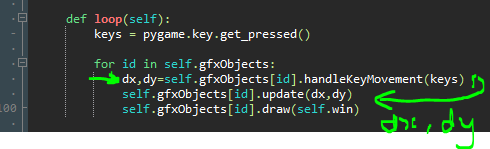 def loop(self):
keys = pygame.key.get_pressed()
for id in self.gfxObjects:
dx,dy=self.gfxObjects[id].handleKeyMovement(keys)
self.gfxObjects[id].update(dx,dy)
100 self.gfxObjects[id].draw(self.win)
dx, dy